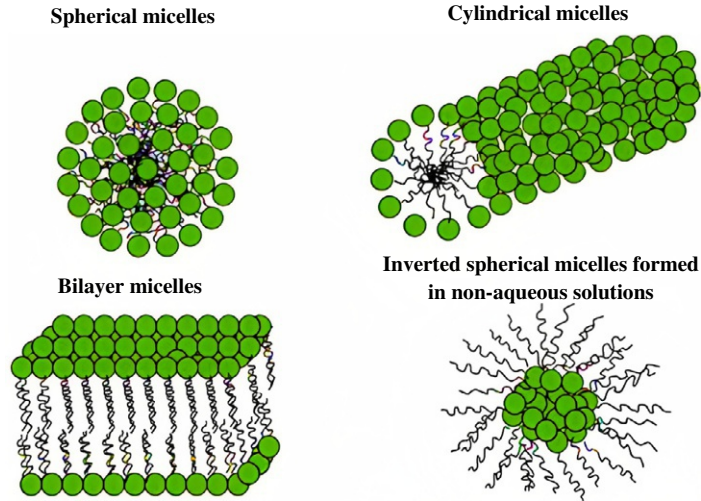 Spherical micelles
Cylindrical micelles
Bilayer micelles
Inverted spherical micelles formed
in non-aqueous solutions